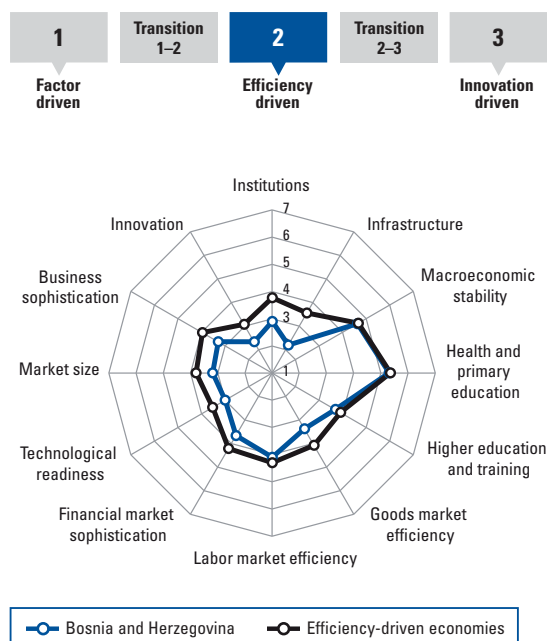 1
Transition
1–2
2
Transition
2–3
3
Factor
driven
Efficiency
driven
Innovation
driven
Institutions
7
6
5
4
3
1
Infrastructure
Macroeconomic
stability
Health and
primary
education
Higher education
and training
Goods market
efficiency
Labor market efficiency
Financial market
sophistication
Technological
readiness
Market size
Business
sophistication
Innovation
Bosnia and Herzegovina
Efficiency-driven economies